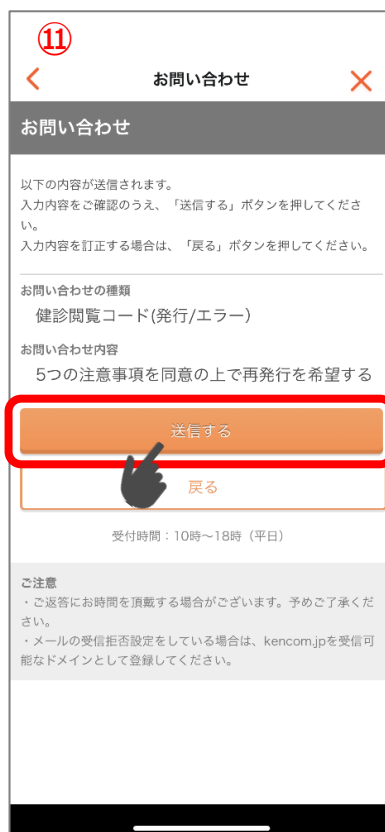 ⑪
お問い合わせ
お問い合わせ
以下の内容が送信されます。
入力内容をご確認のうえ、「送信する」ボタンを押してくださ
い。
入力内容を訂正する場合は、「戻る」ボタンを押してください。
お問い合わせの種類
健診閲覧コード(発行/エラー）
お問い合わせ内容
5つの注意事項を同意の上で再発行を希望する
送信する
戻る
受付時間：10時〜18時（平日）
ご注意
・ご返答にお時間を頂戴する場合がございます。予めご了承くだ
さい。
・メールの受信拒否設定をしている場合は、kencom.jpを受信可
能なドメインとして登録してください。